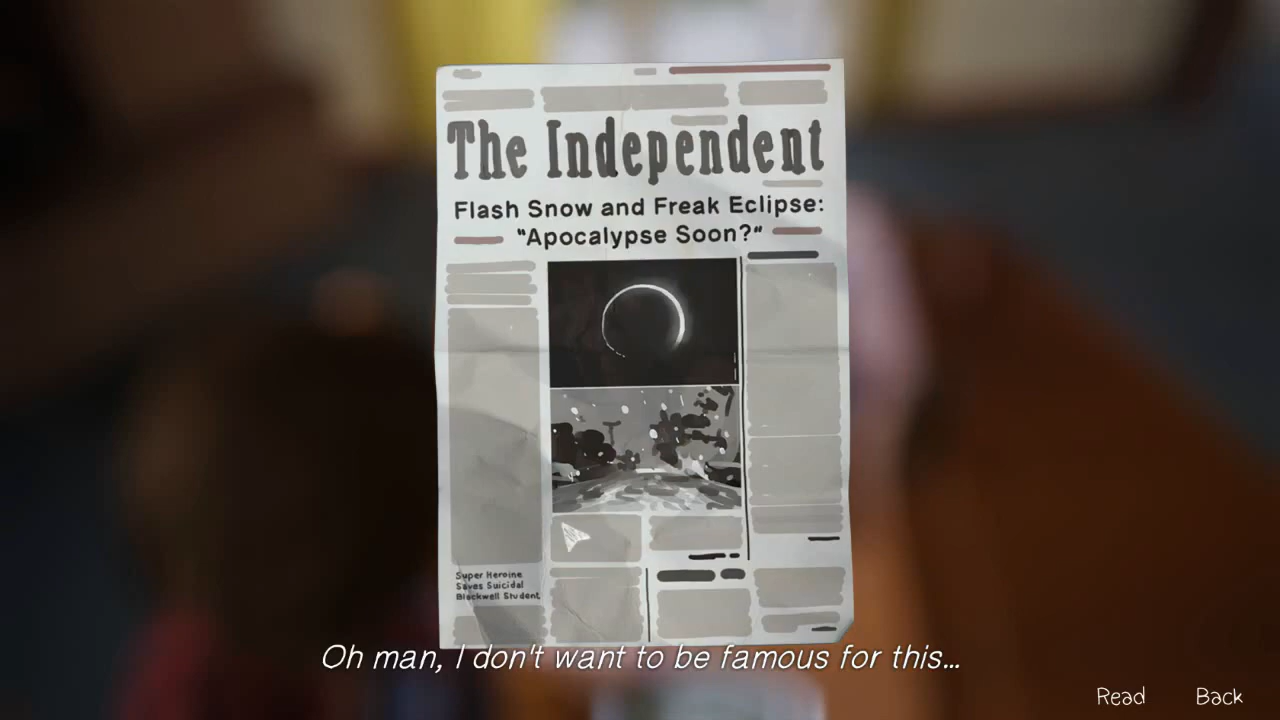 The Independent
Flash Snow and Freak Eclipse:
"Apocalypse Soon?"
Super Heroine
Saves Suicidal
Blackwell Student
Oh man, I don't want to be famous for this...
Read Back